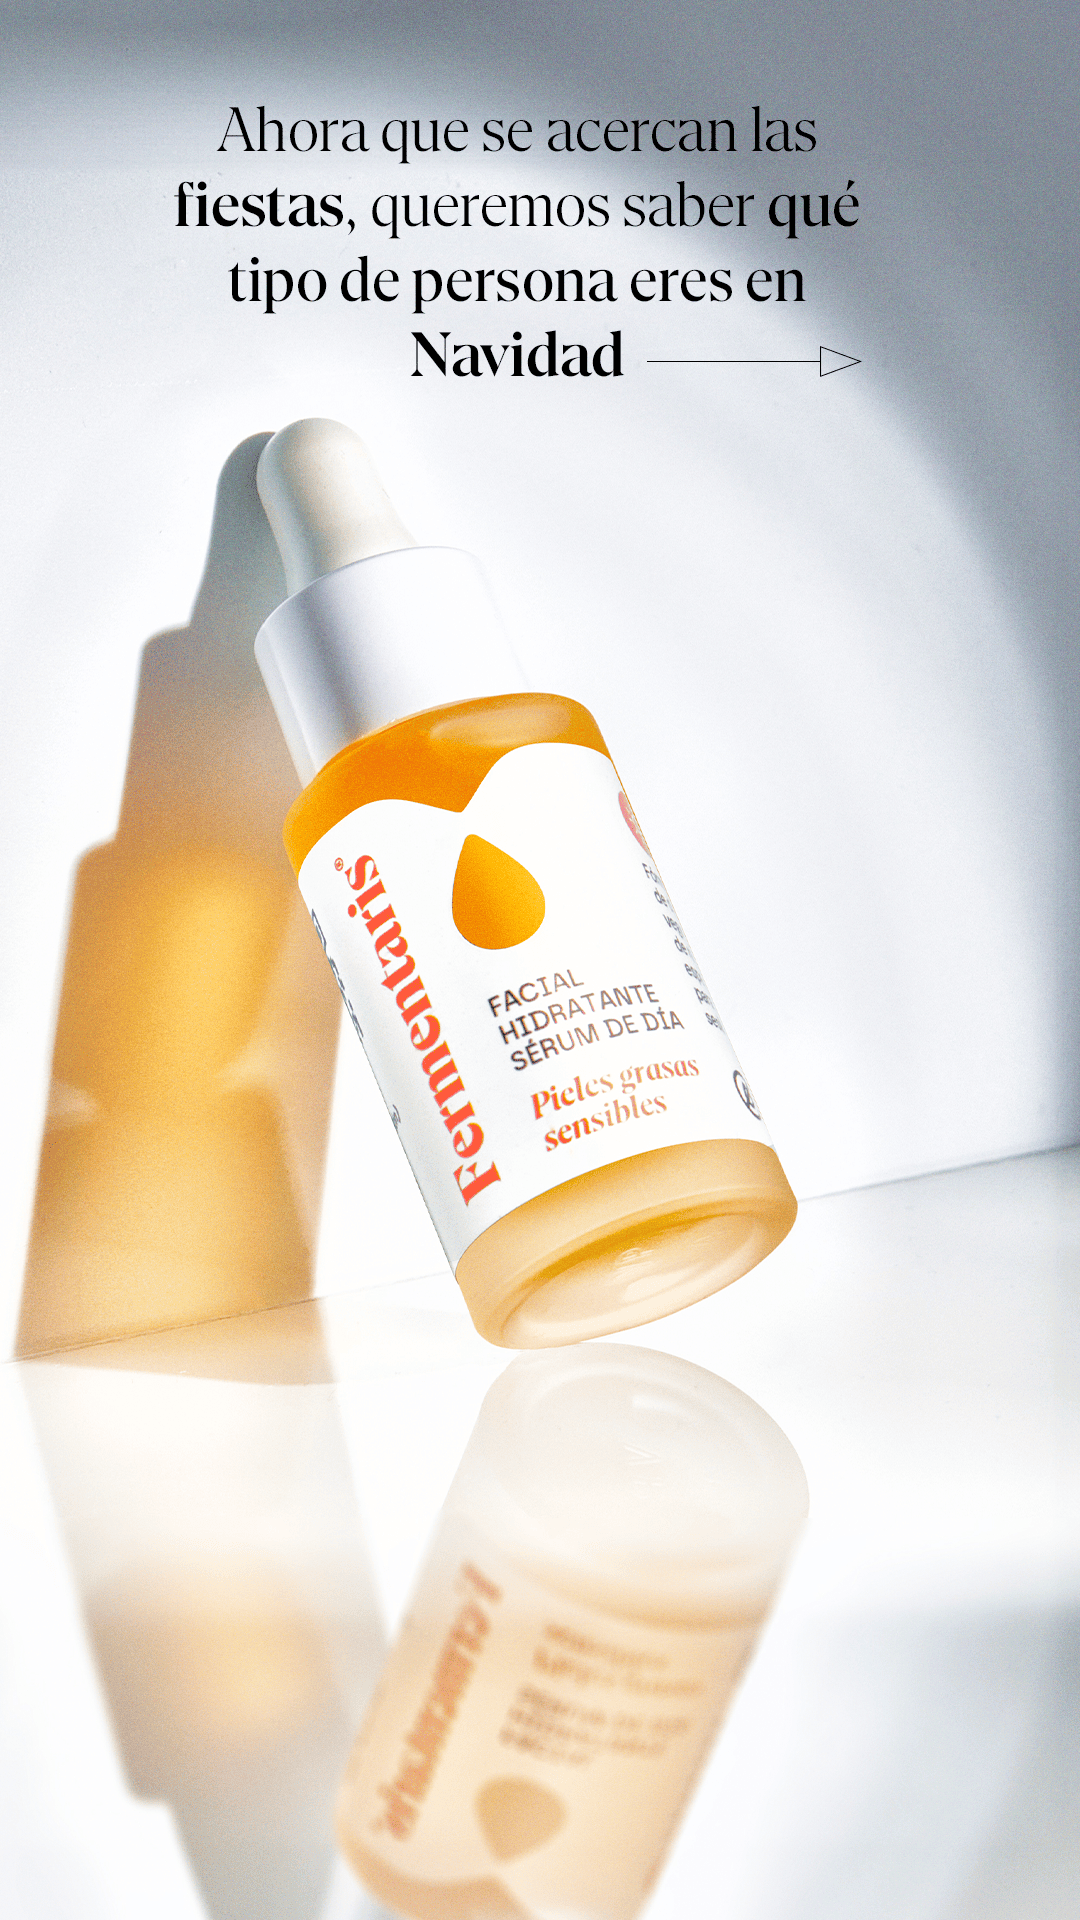 Ahora que se acercan las
fiestas, queremos saber qué
tipo de persona eres en
Navidad
Fermentaris®
FACIAL
HIDRATANTE
SÉRUM DE DÍA
Pieles grasas
sensibles